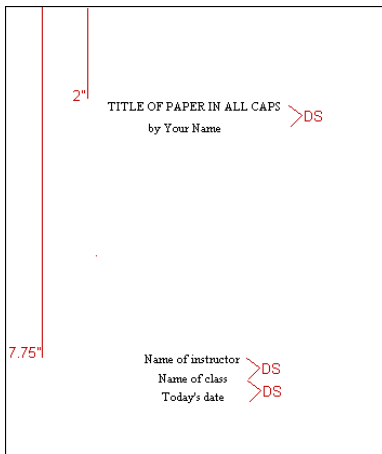 2"
TITLE OF PAPER IN ALL CAPS
DS
by Your Name
7.75"
Name of instructor
DS
Name of class
DS
Today's date